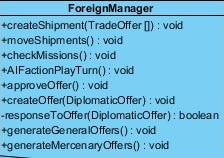 ForeignManager
+createShipment(TradeOffer []) : void
+moveShipments() : void
+checkMissions() : void
+AIFactionPlayTurn() : void
+approveOffer() : void
+createOffer(DiplomaticOffer) : void
-responseToOffer(DiplomaticOffer) : boolean
+generateGeneralOffers() : void
+generateMercenaryOffers() : void